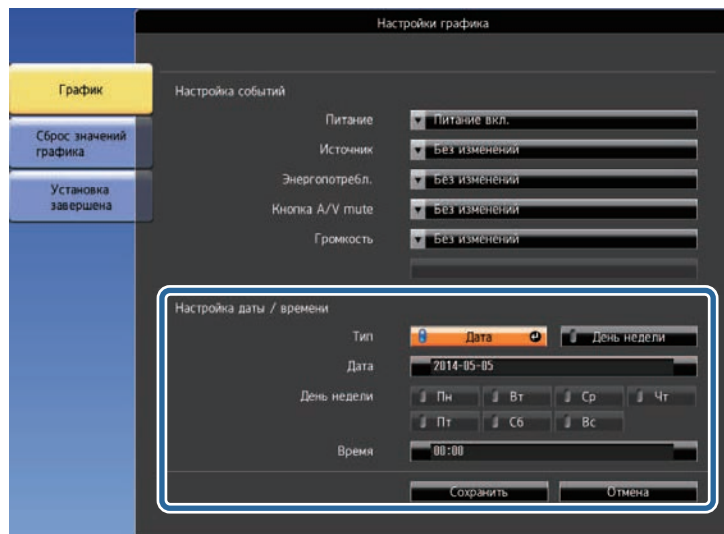 Настройки графика
График
Сброс значений
графика
Установка
завершена
Настройка событий
Питание Питание вкл.
Источник Без изменений
Энергопотребл. Без изменений
Кнопка A/V mute Без изменений
Громкость Без изменений
Настройка даты / времени
Тип Дата День недели
Дата 2014-05-05
День недели Пн Вт Ср Чт
Пт Сб Вс
Время 00:00
Сохранить Отмена